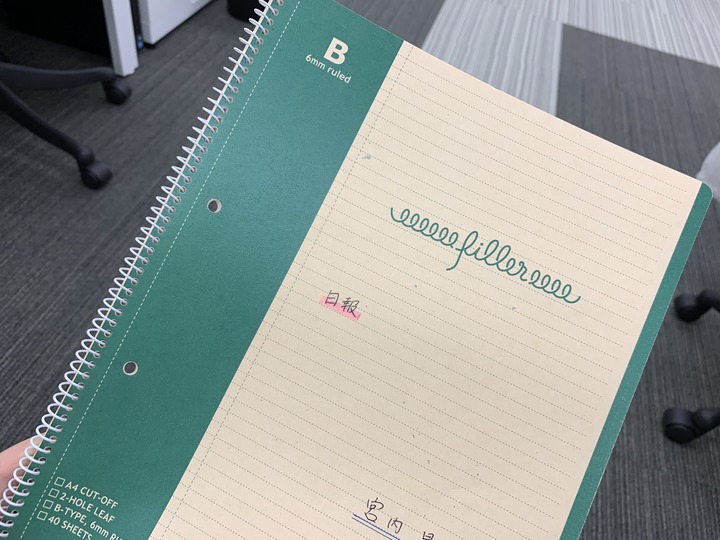 B
6mm ruled
filler
日報
宮内
A4 CUT-OFF
2-HOLE LEAF
B-TYPE, 6mm
40 SHEETS